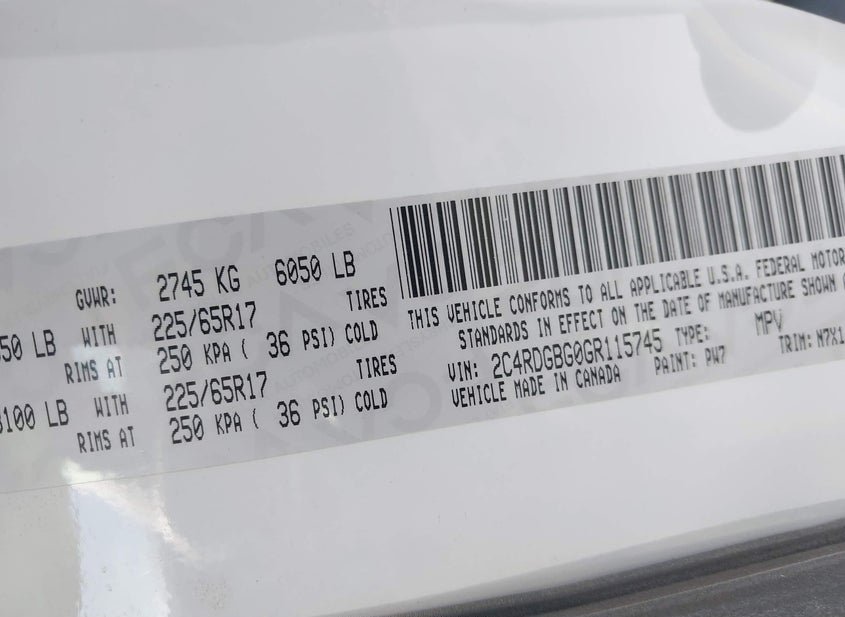 GVWR: 2745 KG 6050 LB
50 LB WITH 225/65R17 TIRES
RIMS AT 250 KPA ( 36 PSI) COLD
100 LB WITH 225/65R17 TIRES
RIMS AT 250 KPA ( 36 PSI) COLD
THIS VEHICLE CONFORMS TO ALL APPLICABLE U.S.A. FEDERAL MOTOR
STANDARDS IN EFFECT ON THE DATE OF MANUFACTURE SHOWN
VIN: 2C4RDGBG0GR115745 TYPE: MPV
VEHICLE MADE IN CANADA PAINT: PW7 TRIM: N7X1